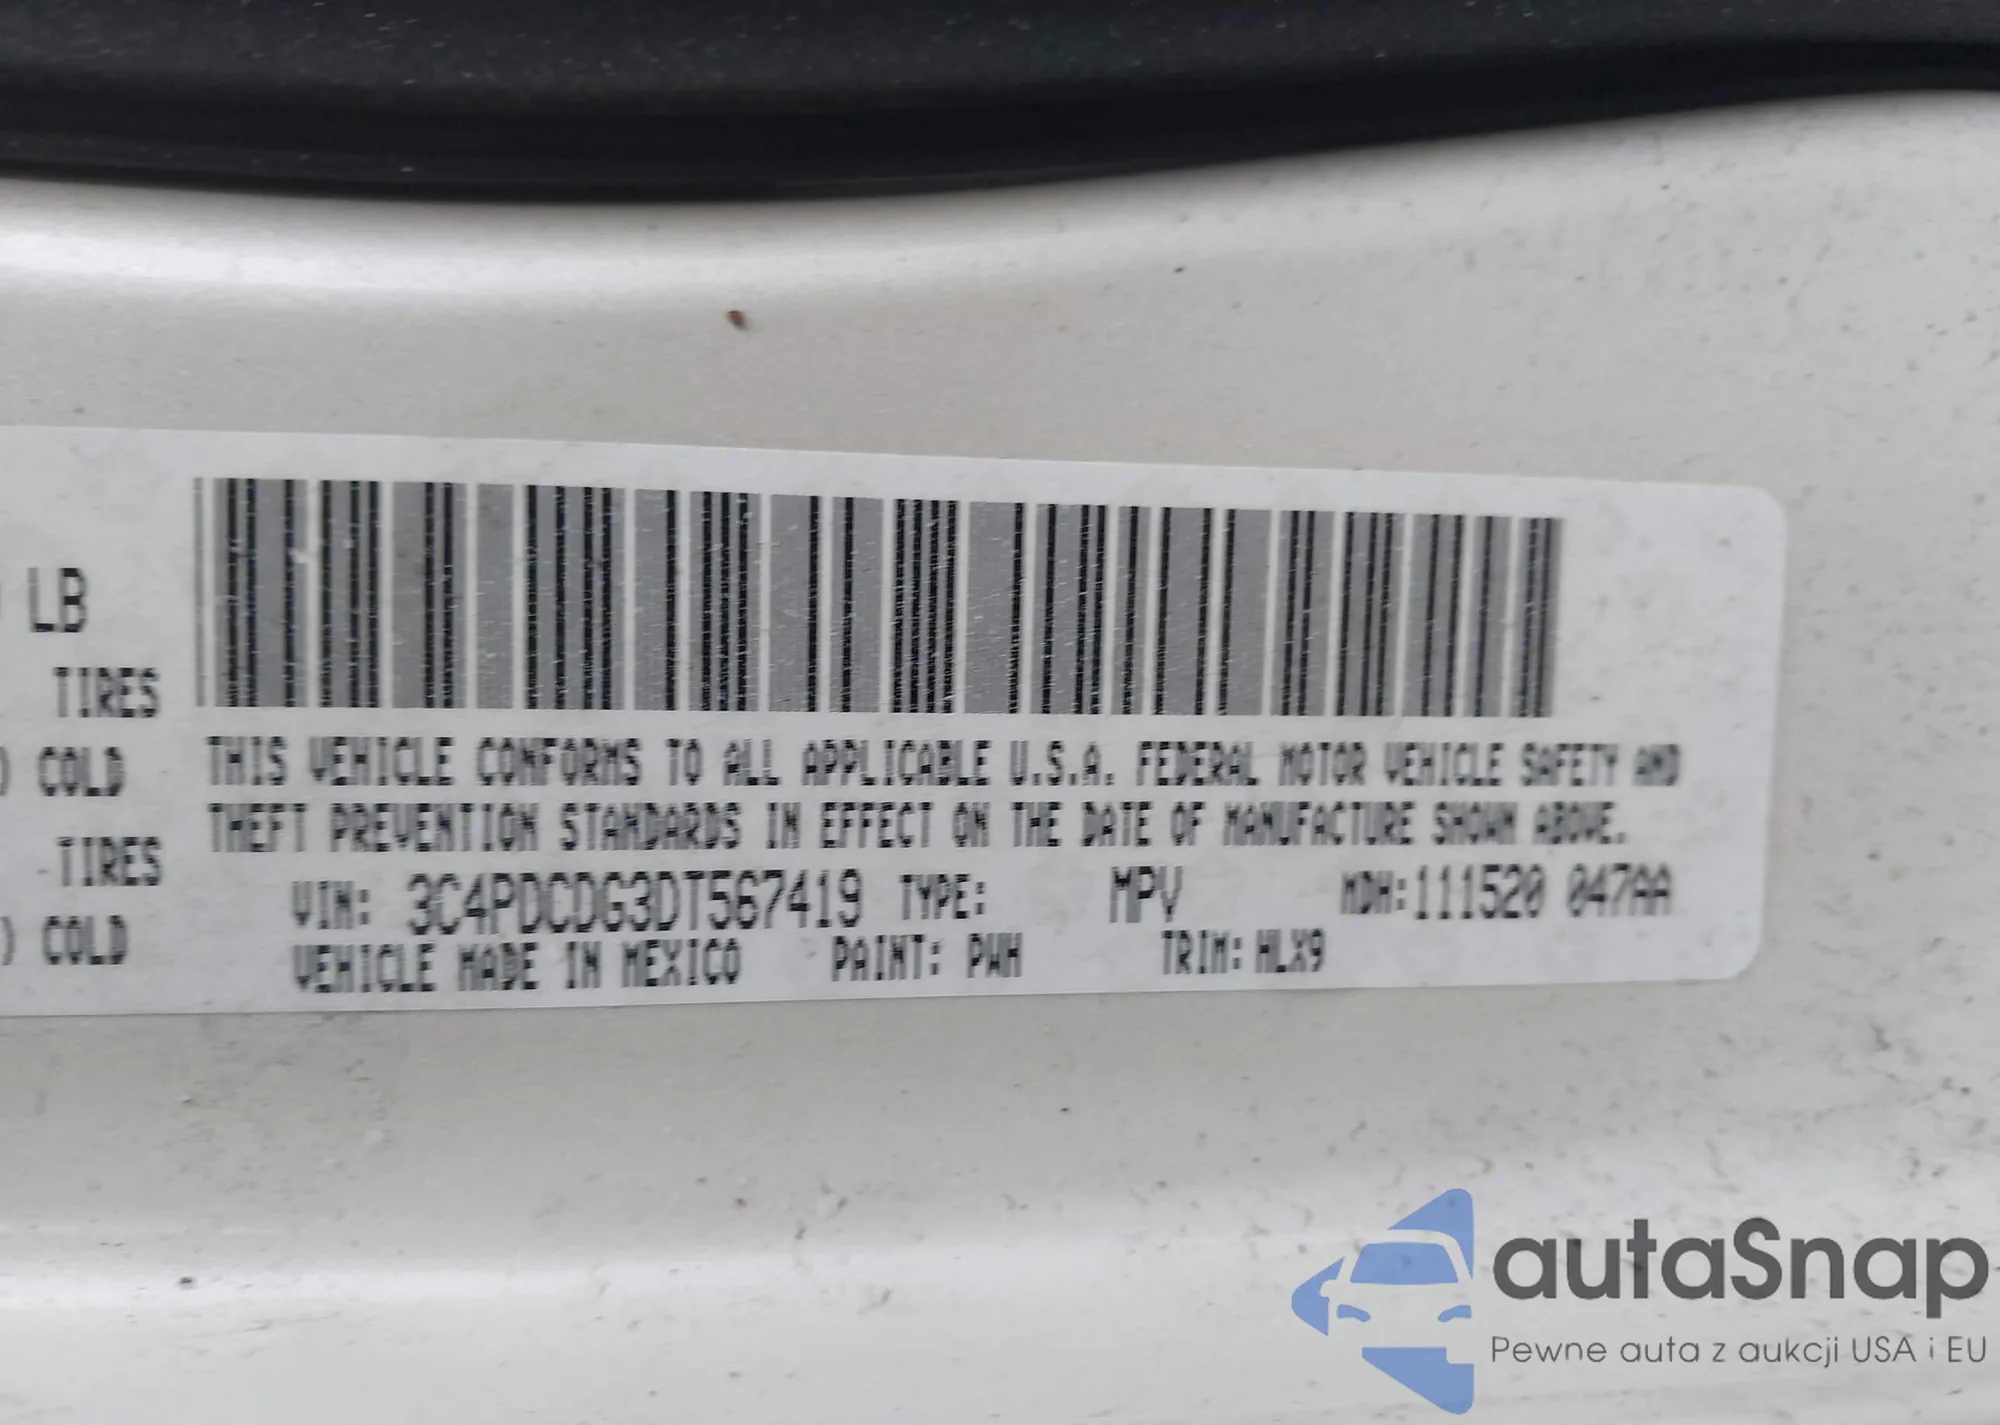 LB
TIRES
) COLD
-TIRES
) COLD
THIS VEHICLE CONFORMS TO ALL APPLICABLE U.S.A. FEDERAL MOTOR VEHICLE SAFETY AND
THEFT PREVENTION STANDARDS IN EFFECT ON THE DATE OF MANUFACTURE SHOWN ABOVE.
VIN: 3C4PDCDG3DT567419 TYPE: MPV MDH:111520 047AA
VEHICLE MADE IN MEXICO PAINT: PWH TRIM: HLX9
autaSnap
Pewne auta z aukcji USA i EU